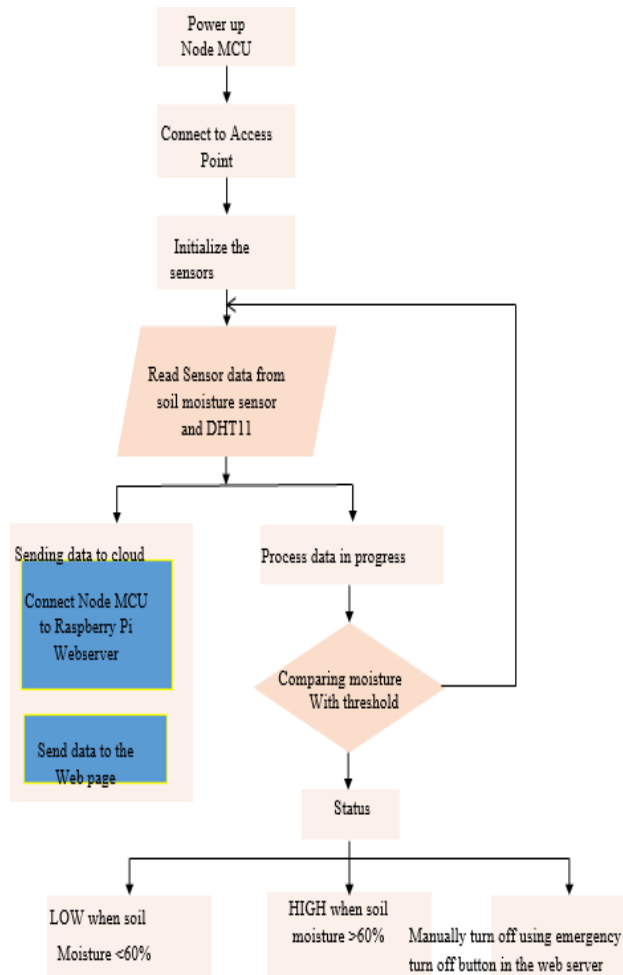 Power up
Node MCU
Connect to Access
Point
Initialize the
sensors
Read Sensor data from
soil moisture sensor
and DHT11
Sending data to cloud
Connect Node MCU
to Raspberry Pi
Webserver
Send data to the
Web page
Process data in progress
Comparing moisture
With threshold
Status
LOW when soil
Moisture <60%
HIGH when soil
moisture >60%
Manually turn off using emergency
turn off button in the web server